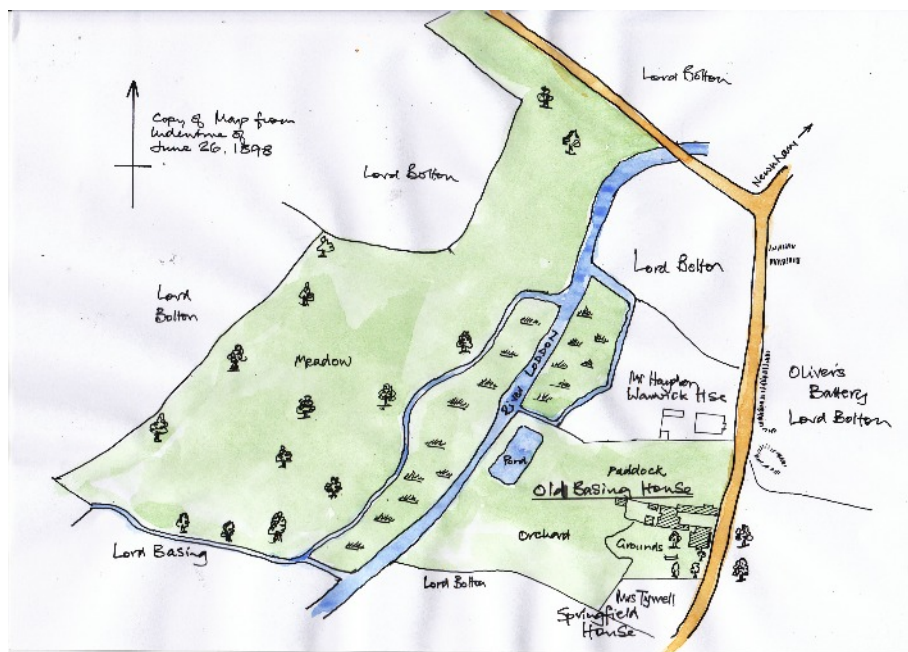 Lord Bolton
Copy of Map from
Indenture of
June 26, 1898
Newnham
Lord Bolton
Lord Bolton
Lord
Bolton
Meadow
River Loddon
Mr Haydon
Warwick Hse
Oliver's
Battery
Lord Bolton
Pond
Paddock
Old Basing House
Orchard
Grounds
Lord Basing
Lord Bolton
Mrs Tywell
Springfield
House